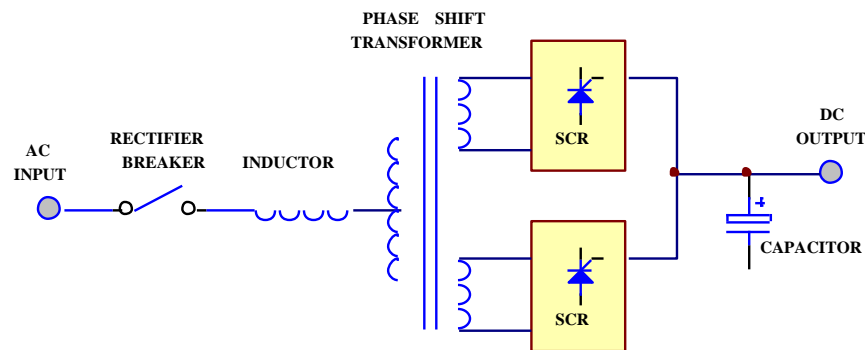 PHASE SHIFT
TRANSFORMER
SCR
DC
OUTPUT
RECTIFIER
BREAKER
INDUCTOR
AC
INPUT
+
CAPACITOR
SCR